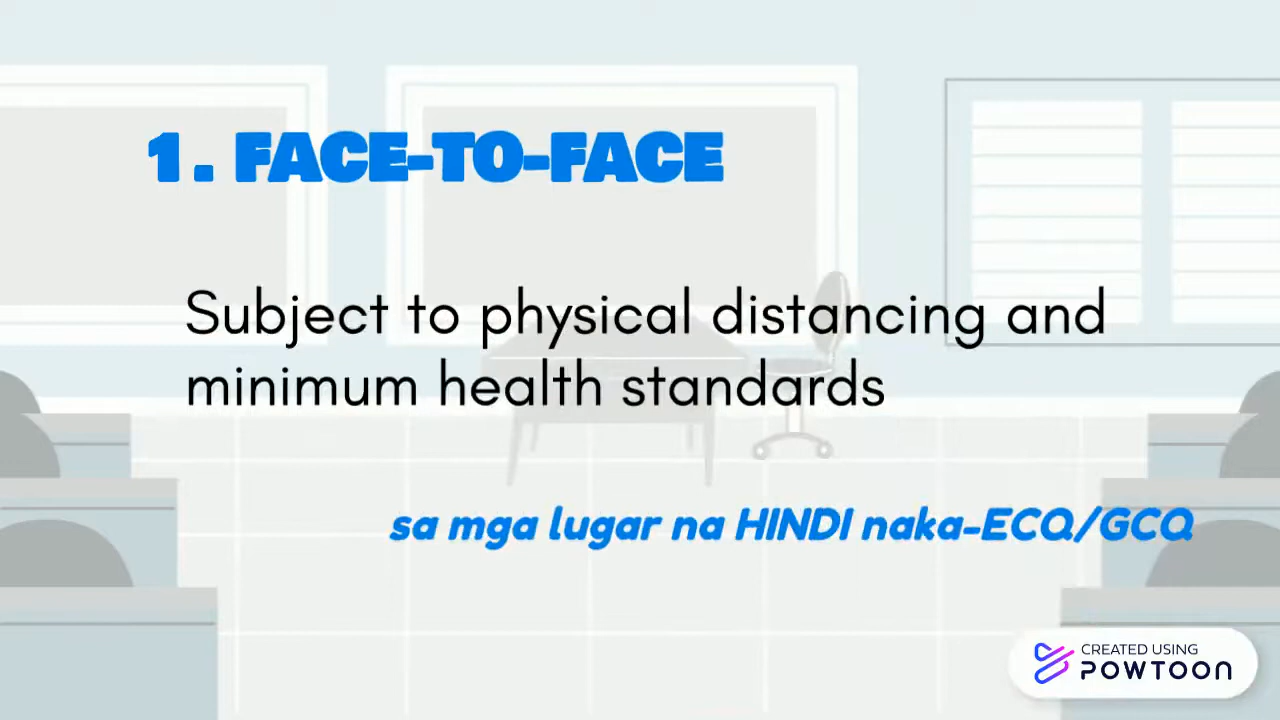 1. FACE-TO-FACE
Subject to physical distancing and
minimum health standards
sa mga lugar na HINDI naka-ECQ/GCQ
CREATED USING
POWTOON